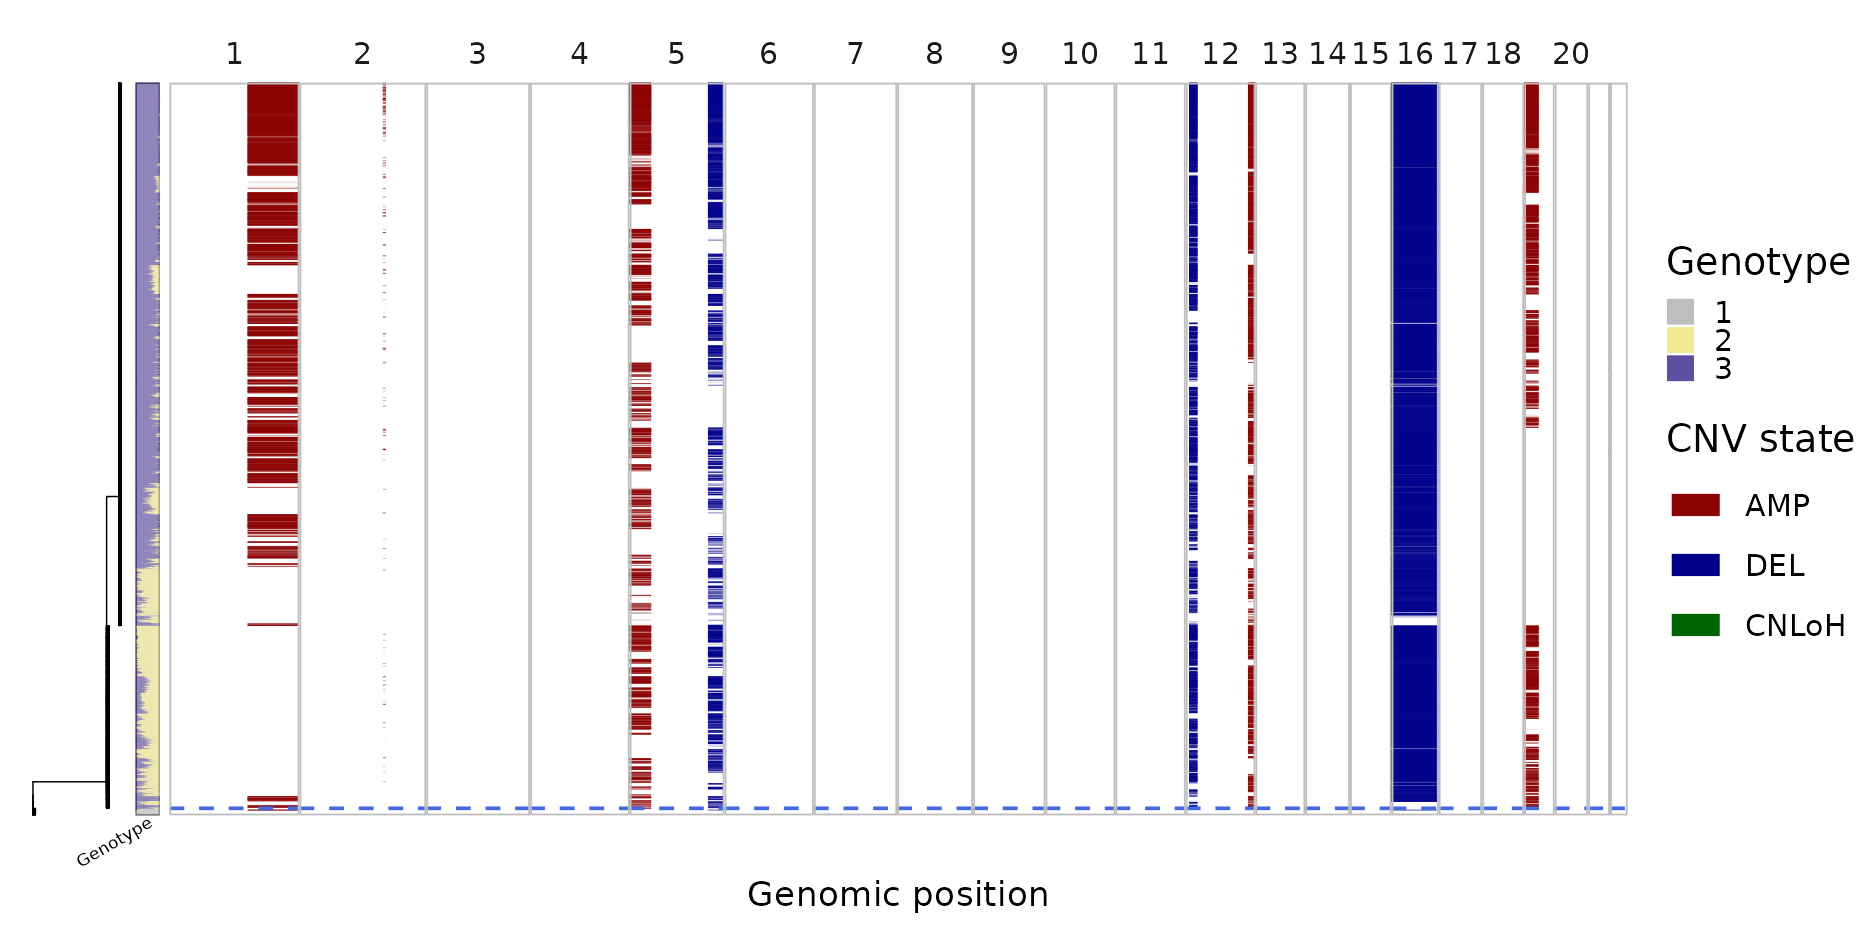 1 2 3 4 5 6 7 8 9 10 11 12 13 14 15 16 17 18 20
Genotype
1
2
3
CNV state
AMP
DEL
CNLoH
Genotype
Genomic position